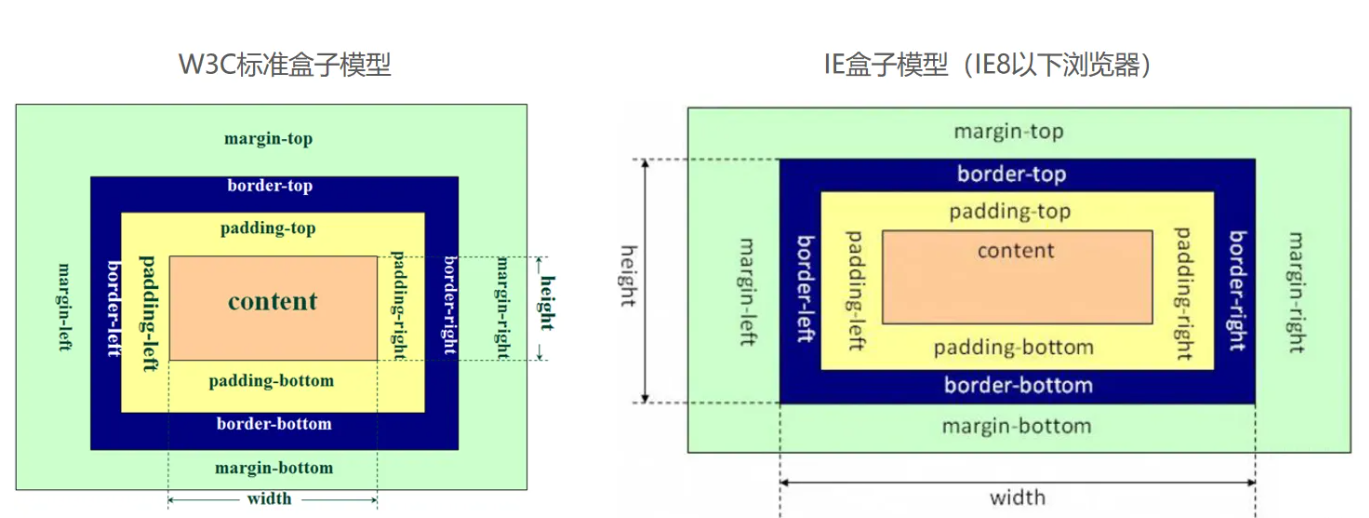 W3C标准盒子模型
margin-top
border-top
padding-top
margin-left
border-left
padding-left
content
padding-right
border-right
margin-right
height
padding-bottom
border-bottom
margin-bottom
width
IE盒子模型（IE8以下浏览器）
margin-top
border-top
padding-top
height
margin-left
border-left
padding-left
content
padding-right
border-right
margin-right
padding-bottom
border-bottom
margin-bottom
width